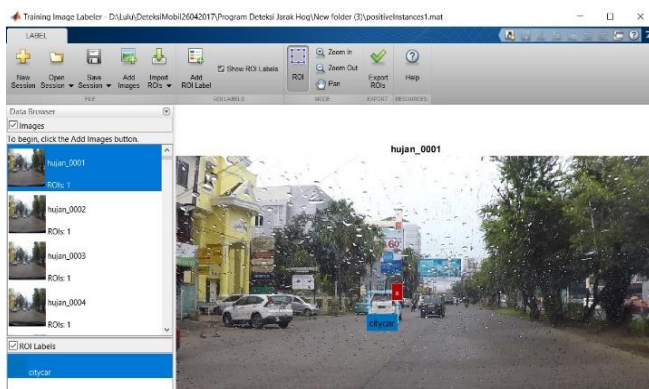 Training Image Labeler - D:\Lulu\DeteksiMobil26042017\Program Deteksi Jarak Hog\New folder (3)\positiveInstances1.mat
LABEL
New Session
Open Session
Save Session
Add Images
Import ROIs
Add ROI Label
Show ROI Labels
ROI
Zoom In
Zoom Out
Pan
Export ROIs
Help
FILE
ROI LABELS
MODE
EXPORT
RESOURCES
Data Browser
Images
To begin, click the Add Images button.
hujan_0001
ROIs: 1
hujan_0002
ROIs: 1
hujan_0003
ROIs: 1
hujan_0004
ROIs: 1
ROI Labels
citycar
hujan_0001
60
x
citycar